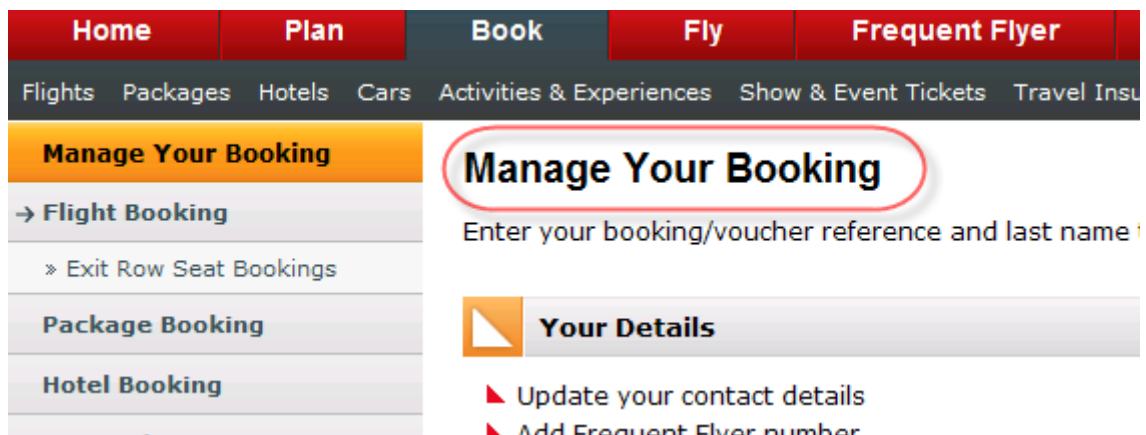 Home Plan Book Fly Frequent Flyer
Flights Packages Hotels Cars Activities & Experiences Show & Event Tickets Travel
Manage Your Booking
→ Flight Booking
» Exit Row Seat Bookings
Package Booking
Hotel Booking
Manage Your Booking
Enter your booking/voucher reference and last name
Your Details
Update your contact details
Add Frequent Flyer number